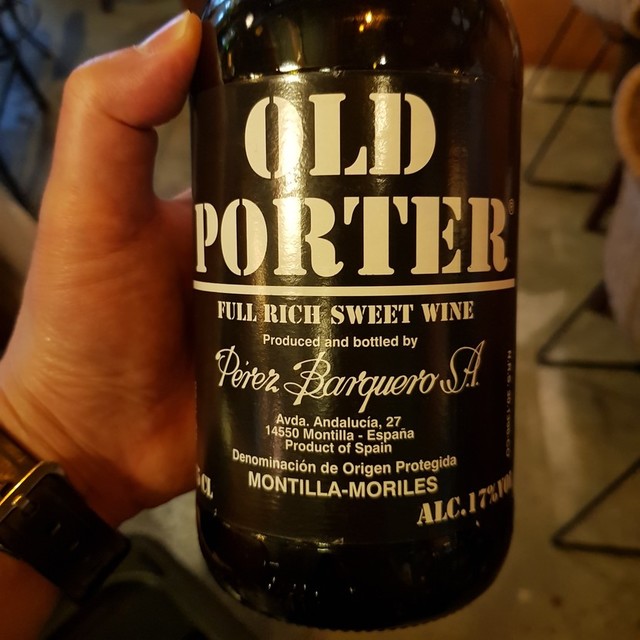 OLD
PORTER®
FULL RICH SWEET WINE
Produced and bottled by
Pérez Barquero S.A.
Avda. Andalucía, 27
14550 Montilla - España
Product of Spain
Denominación de Origen Protegida
MONTILLA-MORILES
CL
ALC.17%VOL